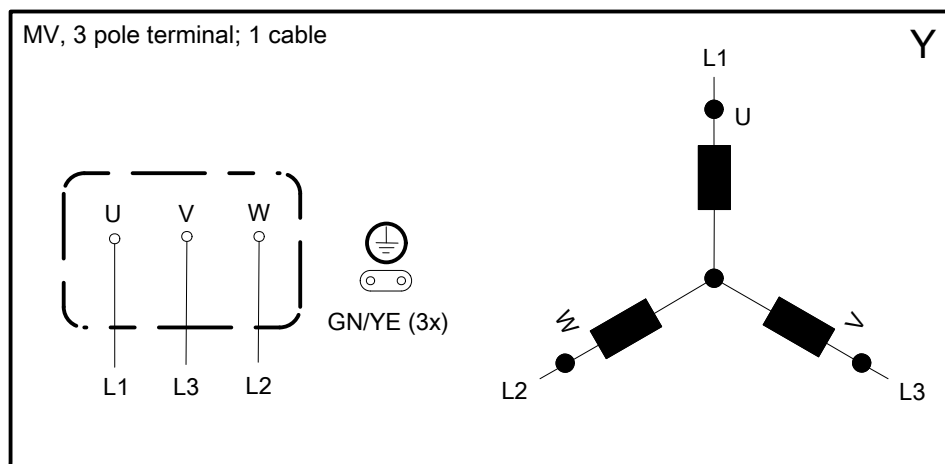 MV, 3 pole terminal; 1 cable
Y
L1
U
U V W
GN/YE (3x)
W
V
L1 L3 L2
L2
L3